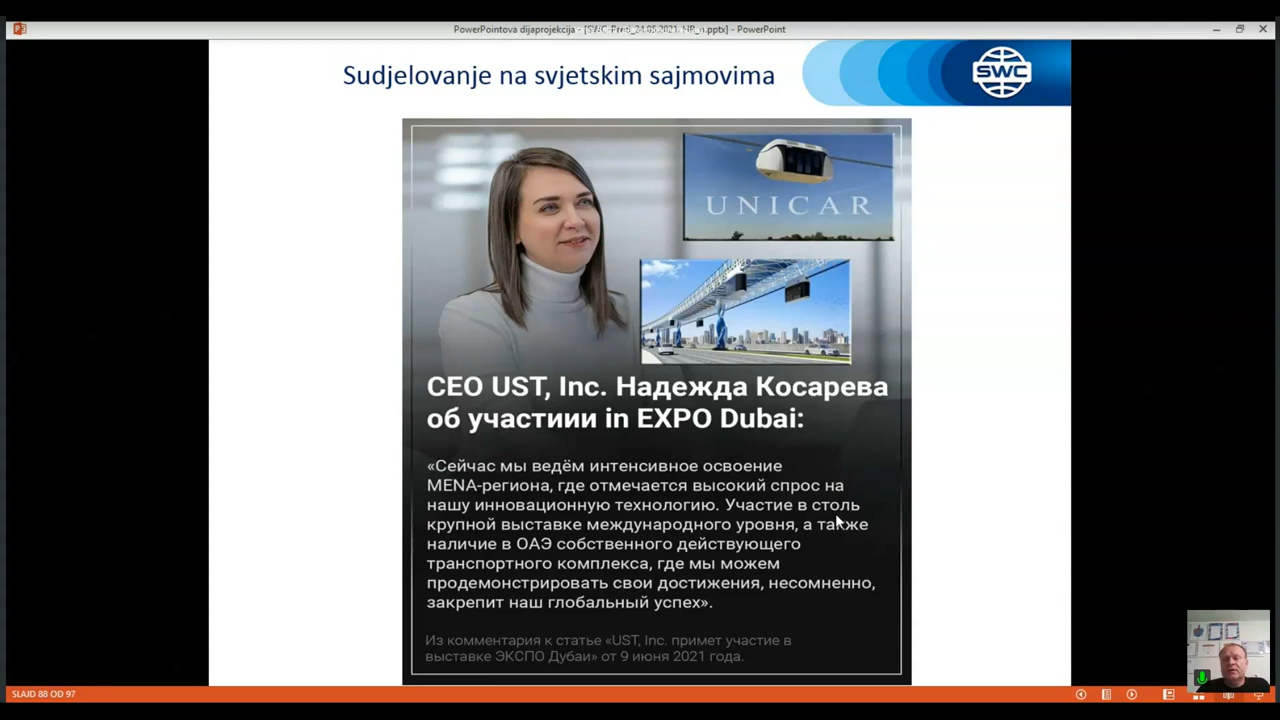 PowerPointova dijaprojekcija - [SWC_Prez_24.05.2021._HR_n.pptx] - PowerPoint
Sudjelovanje na svjetskim sajmovima
SWC
UNICAR
CEO UST, Inc. Надежда Косарева
об участиии in EXPO Dubai:
«Сейчас мы ведём интенсивное освоение
MENA-региона, где отмечается высокий спрос на
нашу инновационную технологию. Участие в столь
крупной выставке международного уровня, а также
наличие в ОАЭ собственного действующего
транспортного комплекса, где мы можем
продемонстрировать свои достижения, несомненно,
закрепит наш глобальный успех».
Из комментария к статье «UST, Inc. примет участие в
выставке ЭКСПО Дубаи» от 9 июня 2021 года.
SLAJD 88 OD 97